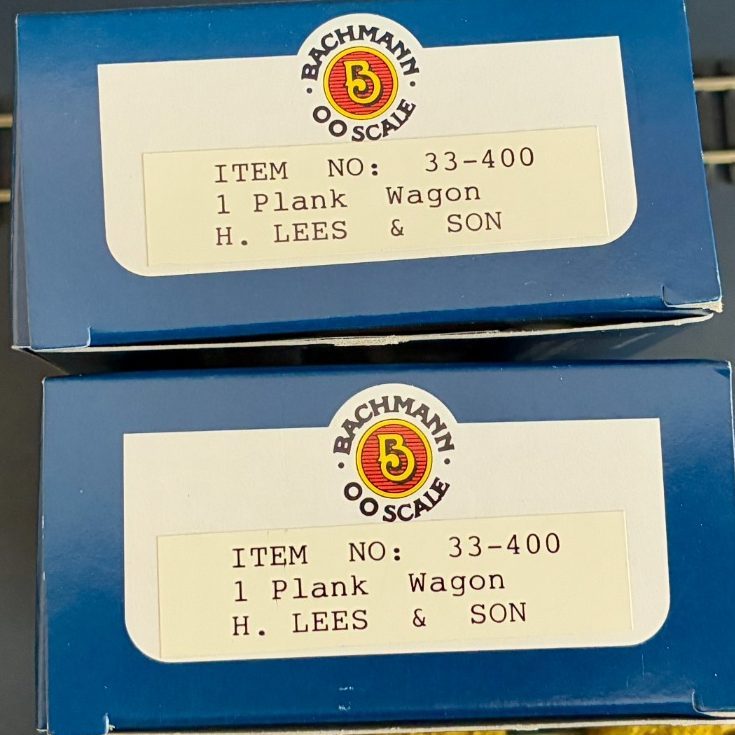 BACHMANN
B
OO SCALE
ITEM NO: 33-400
1 Plank Wagon
H. LEES & SON
BACHMANN
B
OO SCALE
ITEM NO: 33-400
1 Plank Wagon
H. LEES & SON